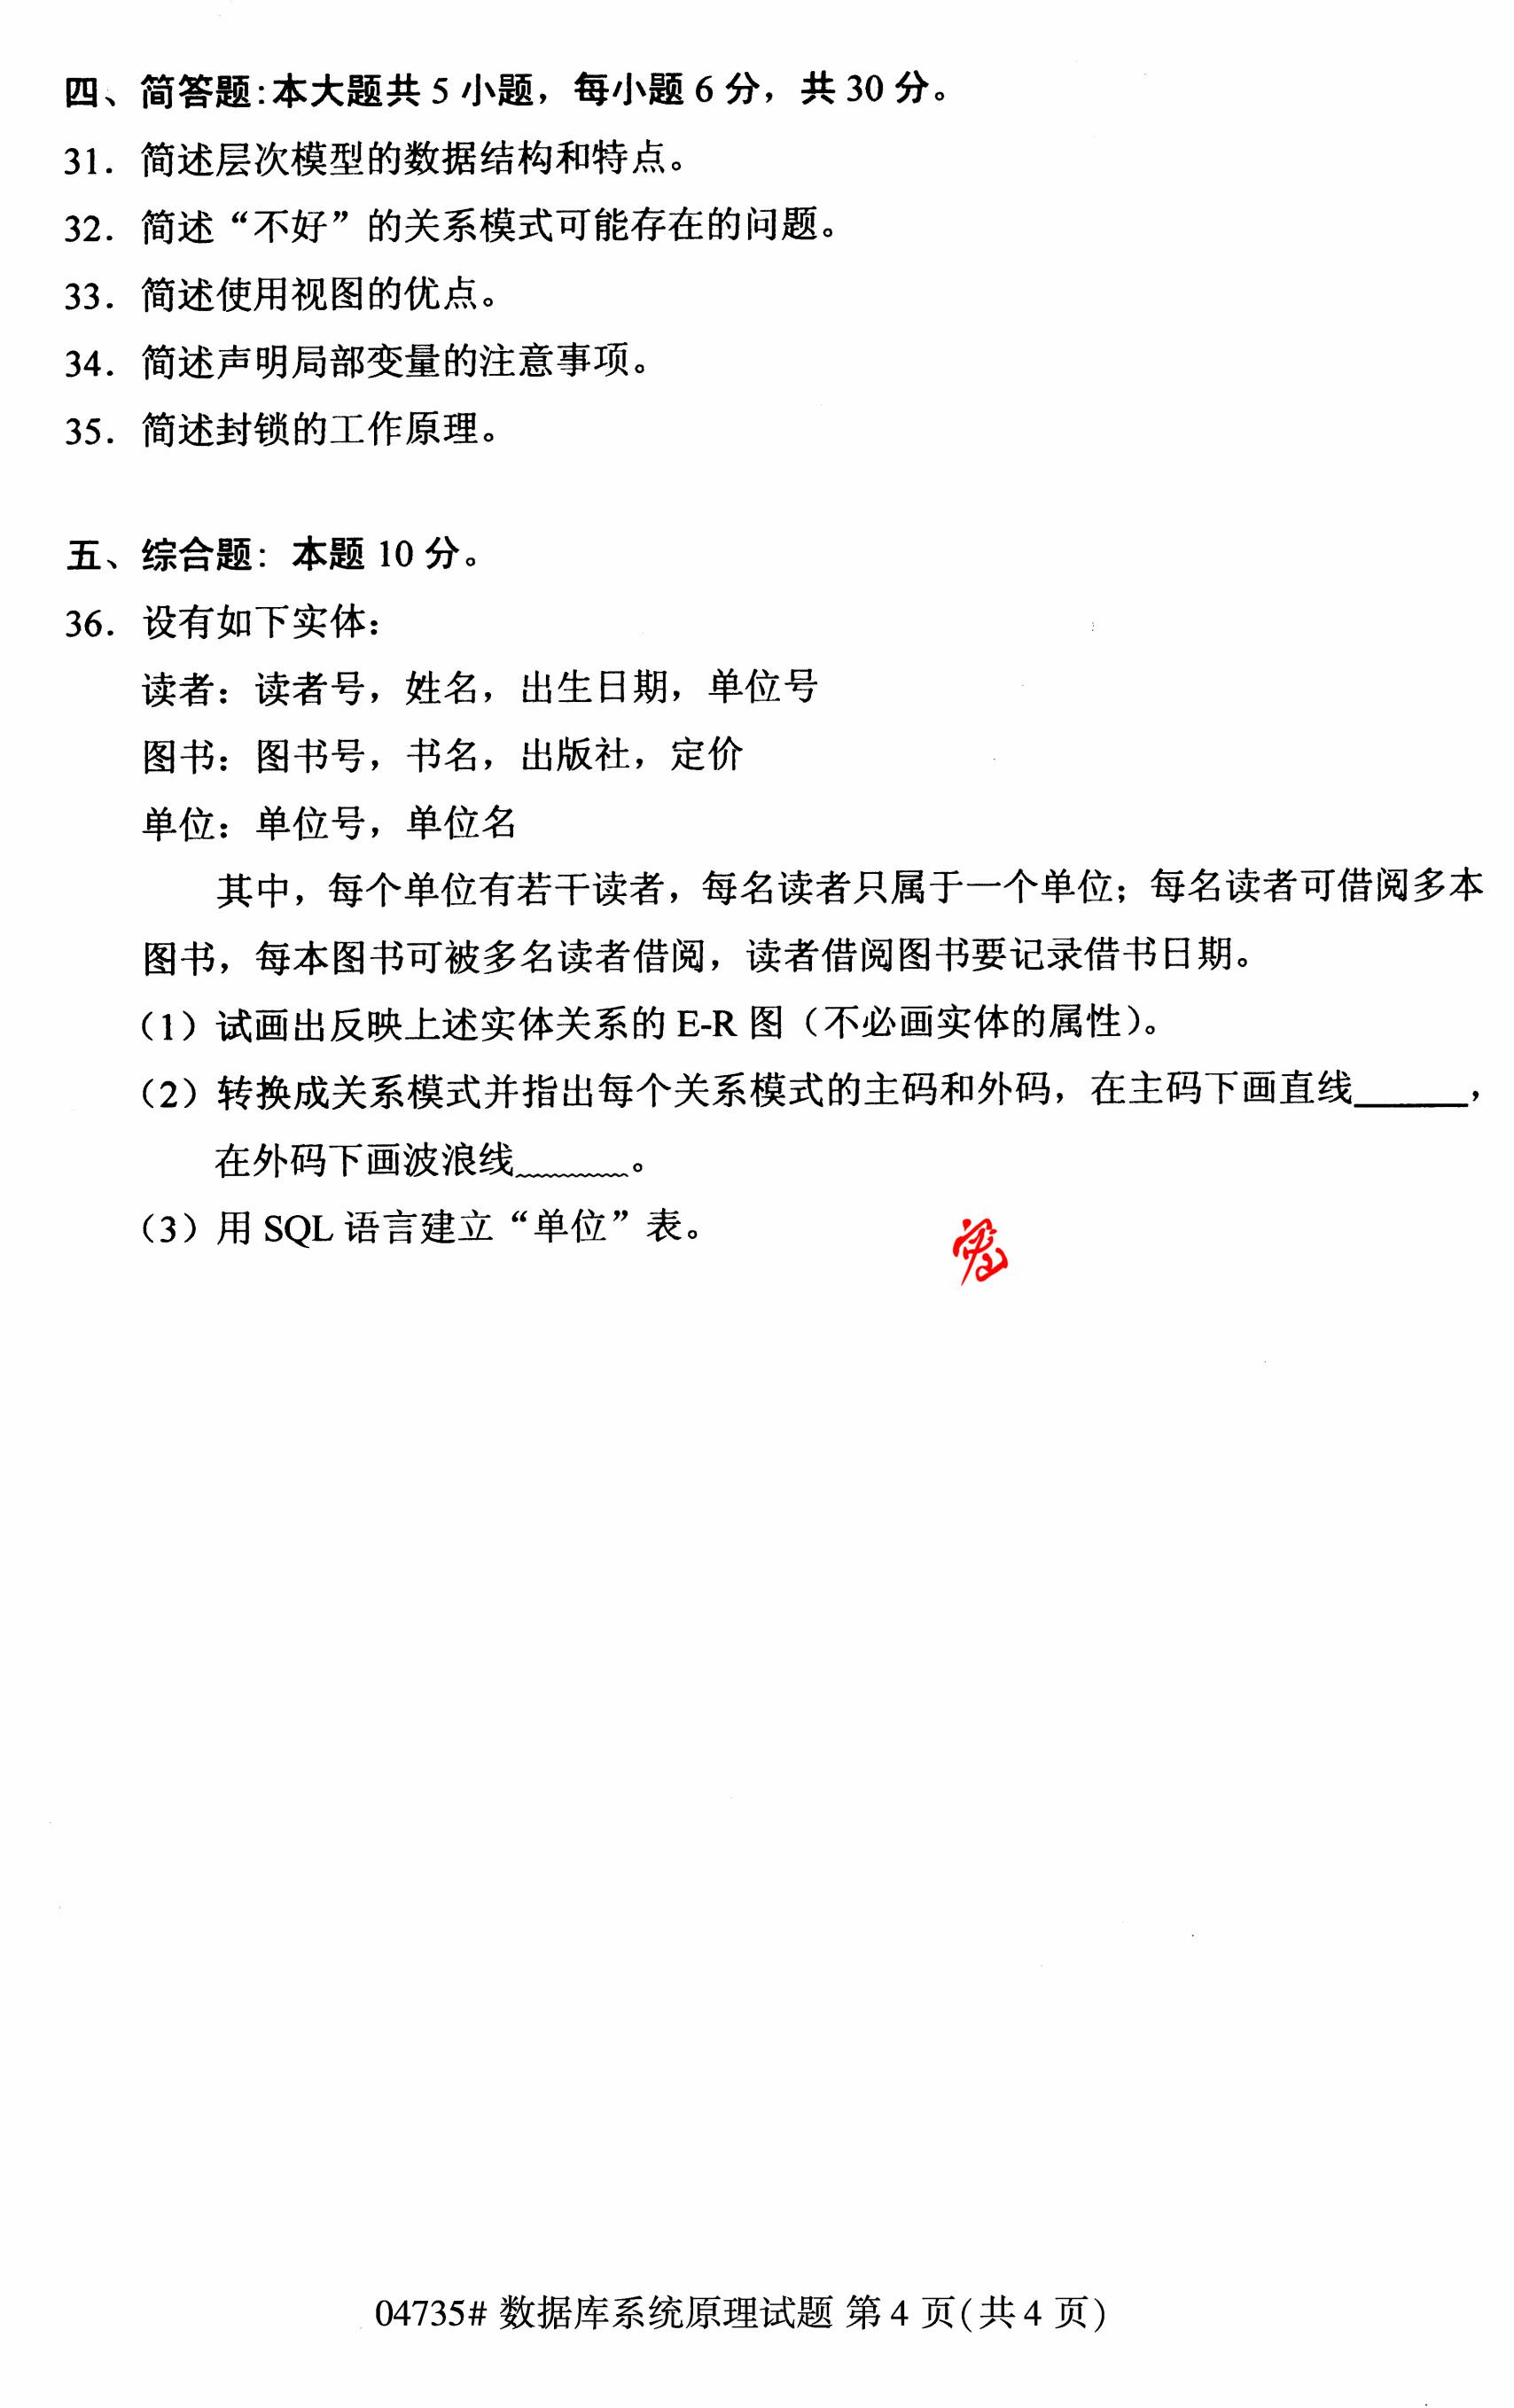 四、简答题:本大题共 5 小题，每小题 6 分，共 30 分。
31. 简述层次模型的数据结构和特点。
32. 简述“不好”的关系模式可能存在的问题。
33. 简述使用视图的优点。
34. 简述声明局部变量的注意事项。
35. 简述封锁的工作原理。
五、综合题：本题 10 分。
36. 设有如下实体：
读者：读者号，姓名，出生日期，单位号
图书：图书号，书名，出版社，定价
单位：单位号，单位名
其中，每个单位有若干读者，每名读者只属于一个单位；每名读者可借阅多本
图书，每本图书可被多名读者借阅，读者借阅图书要记录借书日期。
（1）试画出反映上述实体关系的 E-R 图（不必画实体的属性）。
（2）转换成关系模式并指出每个关系模式的主码和外码，在主码下画直线______，
在外码下画波浪线______。
（3）用 SQL 语言建立“单位”表。
04735# 数据库系统原理试题 第 4 页(共 4 页)